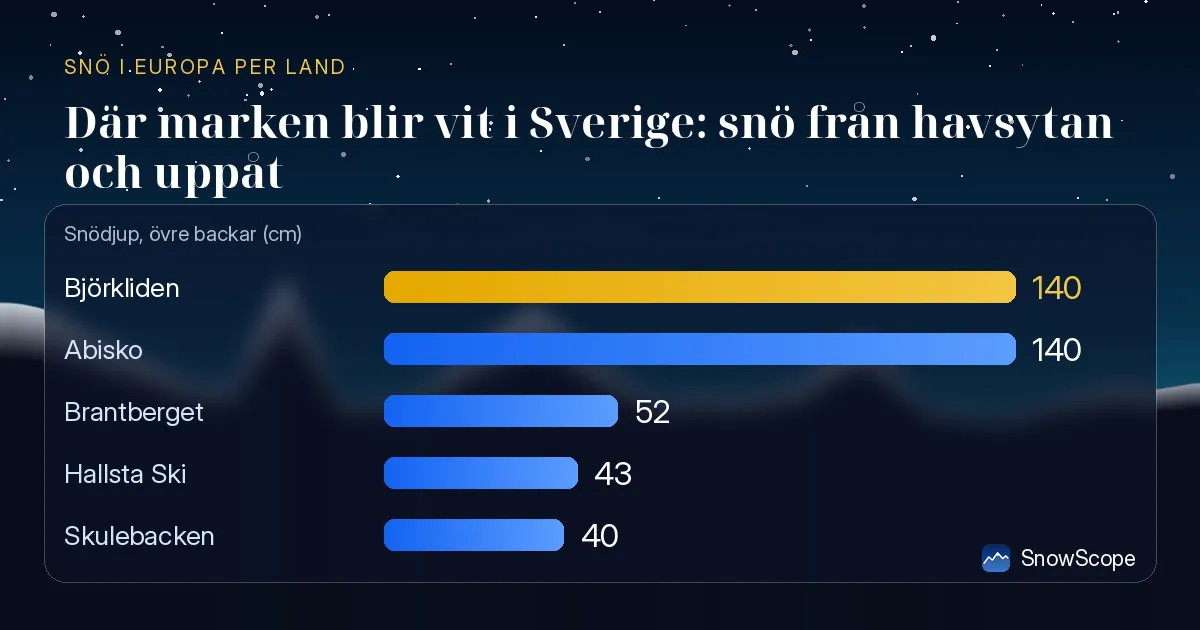 SNÖ I EUROPA PER LAND
Där marken blir vit i Sverige: snö från havsytan
och uppåt
Snödjup, övre backar (cm)
Björkliden 140
Abisko 140
Brantberget 52
Hallsta Ski 43
Skulebacken 40
SnowScope